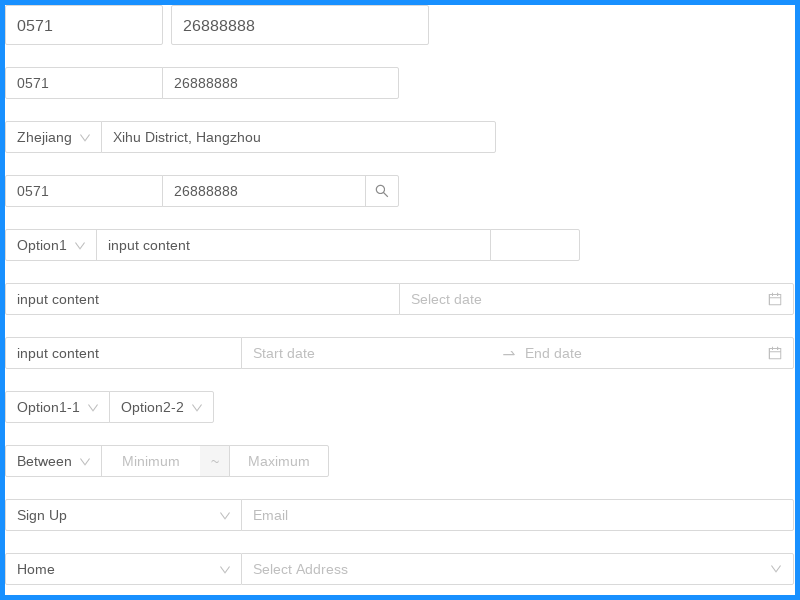 0571 26888888
0571 26888888
Zhejiang Xihu District, Hangzhou
0571 26888888
Option1 input content
input content Select date
input content Start date End date
Option1-1 Option2-2
Between Minimum ~ Maximum
Sign Up Email
Home Select Address